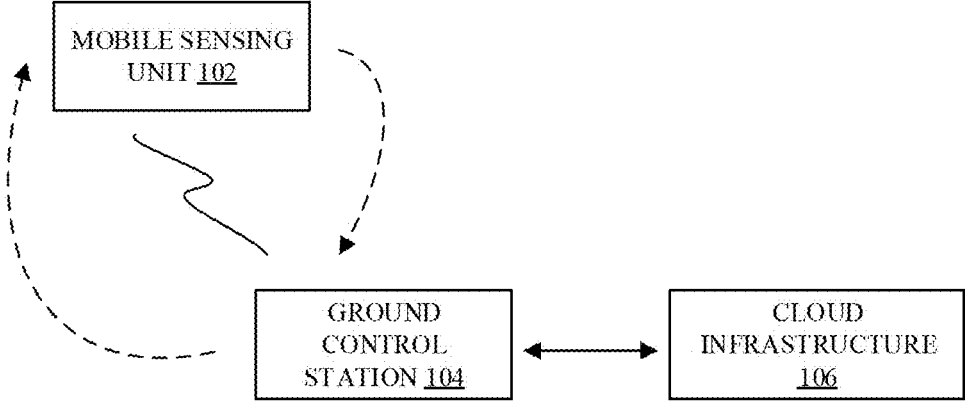 MOBILE SENSING
UNIT 102
GROUND
CONTROL
STATION 104
CLOUD
INFRASTRUCTURE
106